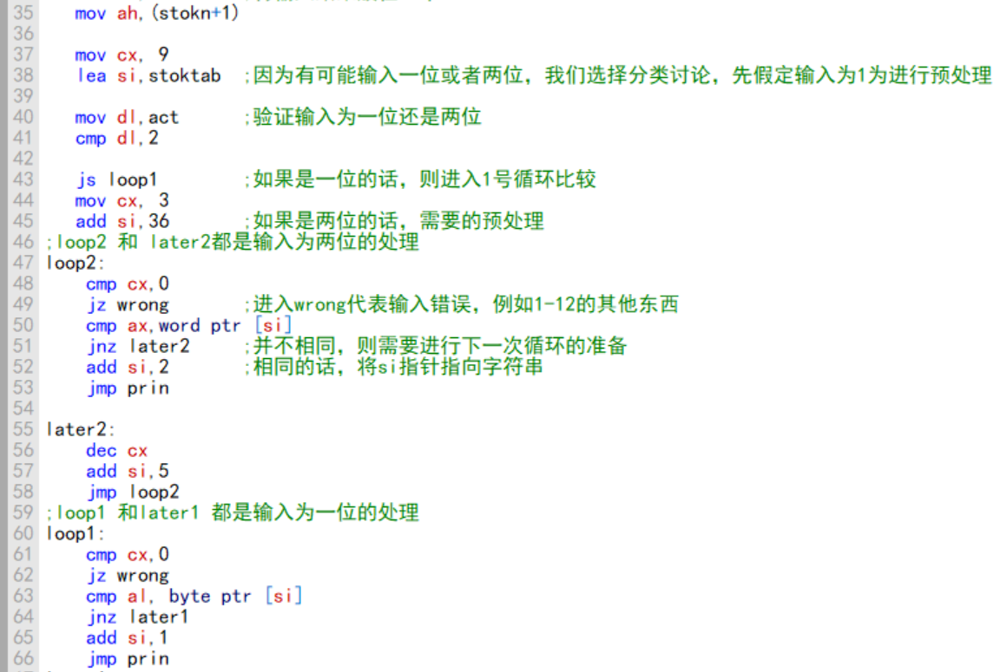 35 mov ah,(stokn+1)
36
37 mov cx, 9
38 lea si,stoktab ;因为有可能输入一位或者两位，我们选择分类讨论，先假定输入为1为进行预处理
39
40 mov dl,act ;验证输入为一位还是两位
41 cmp dl,2
42
43 js loop1 ;如果是一位的话，则进入1号循环比较
44 mov cx, 3
45 add si,36 ;如果是两位的话，需要的预处理
46 ;loop2 和 later2都是输入为两位的处理
47 loop2:
48 cmp cx,0
49 jz wrong ;进入wrong代表输入错误，例如1-12的其他东西
50 cmp ax,word ptr [si]
51 jnz later2 ;并不相同，则需要进行下一次循环的准备
52 add si,2 ;相同的话，将si指针指向字符串
53 jmp prin
54
55 later2:
56 dec cx
57 add si,5
58 jmp loop2
59 ;loop1 和later1 都是输入为一位的处理
60 loop1:
61 cmp cx,0
62 jz wrong
63 cmp al, byte ptr [si]
64 jnz later1
65 add si,1
66 jmp prin